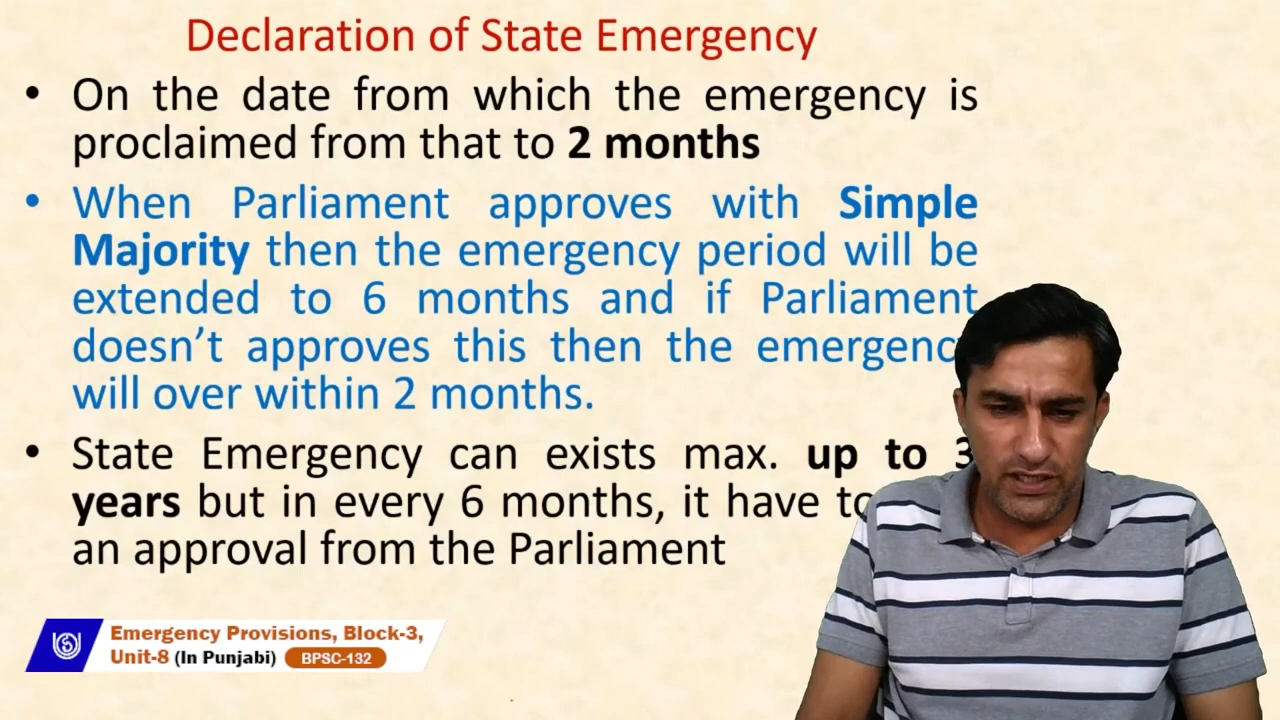 Declaration of State Emergency
• On the date from which the emergency is
proclaimed from that to 2 months
• When Parliament approves with Simple
Majority then the emergency period will be
extended to 6 months and if Parliament
doesn’t approves this then the emergenc
will over within 2 months.
• State Emergency can exists max. up to 3
years but in every 6 months, it have to
an approval from the Parliament
Emergency Provisions, Block-3,
Unit-8 (In Punjabi) BPSC-132